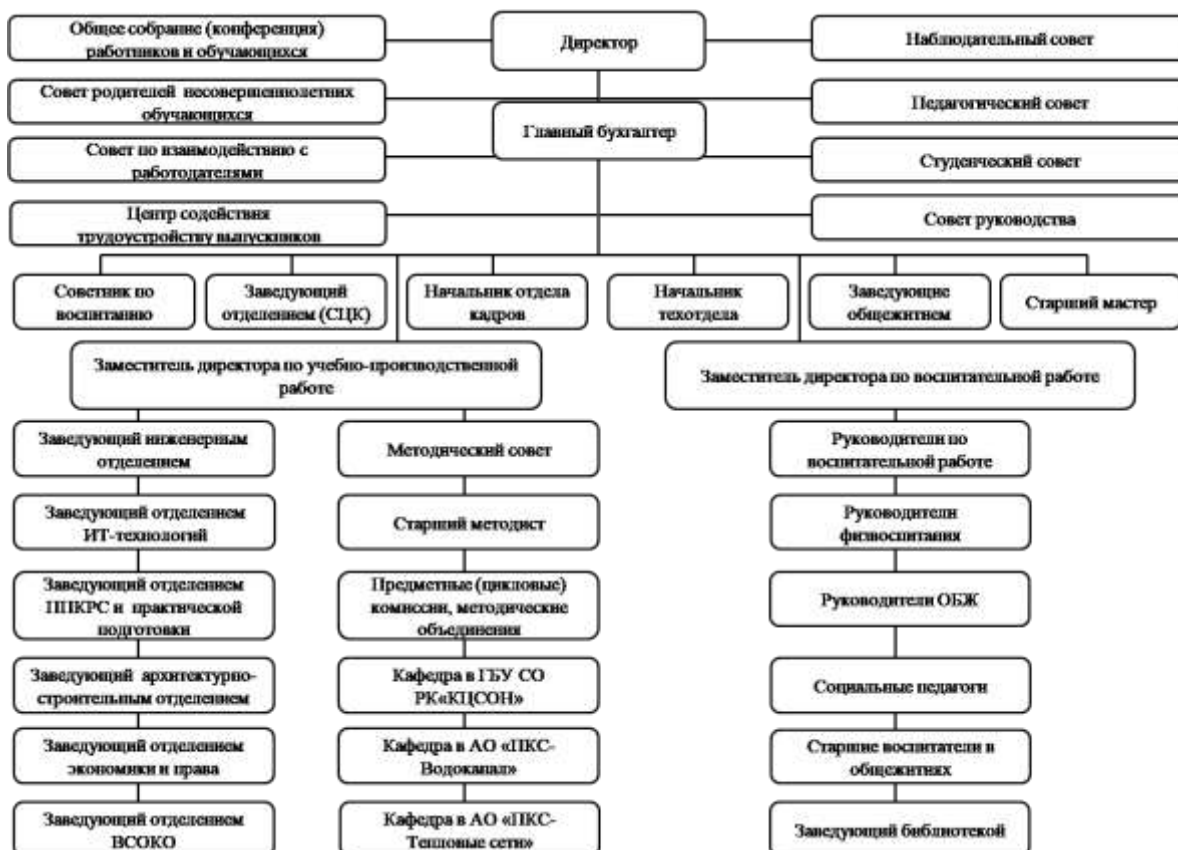 Общее собрание (конференция)
работников и обучающихся
Директор
Наблюдательный совет
Совет родителей несовершеннолетних
обучающихся
Педагогический совет
Главный бухгалтер
Совет по взаимодействию с
работодателями
Студенческий совет
Центр содействия
трудоустройству выпускников
Совет руководства
Советник по
воспитанию
Заведующий
отделением (СЦК)
Начальник отдела
кадров
Начальник
техотдела
Заведующие
общежитием
Старший мастер
Заместитель директора по учебно-производственной
работе
Заместитель директора по воспитательной работе
Заведующий инженерным
отделением
Методический совет
Руководители по
воспитательной работе
Заведующий отделением
ИТ-технологий
Старший методист
Руководители
физвоспитания
Заведующий отделением
ППКРС и практической
подготовки
Предметные (цикловые)
комиссии, методические
объединения
Руководители ОБЖ
Заведующий архитектурно-
строительным отделением
Кафедра в ГБУ СО
РК«КЦСОН»
Социальные педагоги
Заведующий отделением
экономики и права
Кафедра в АО «ПКС-
Водоканал»
Старшие воспитатели в
общежитиях
Заведующий отделением
ВСОКО
Кафедра в АО «ПКС-
Тепловые сети»
Заведующий библиотекой